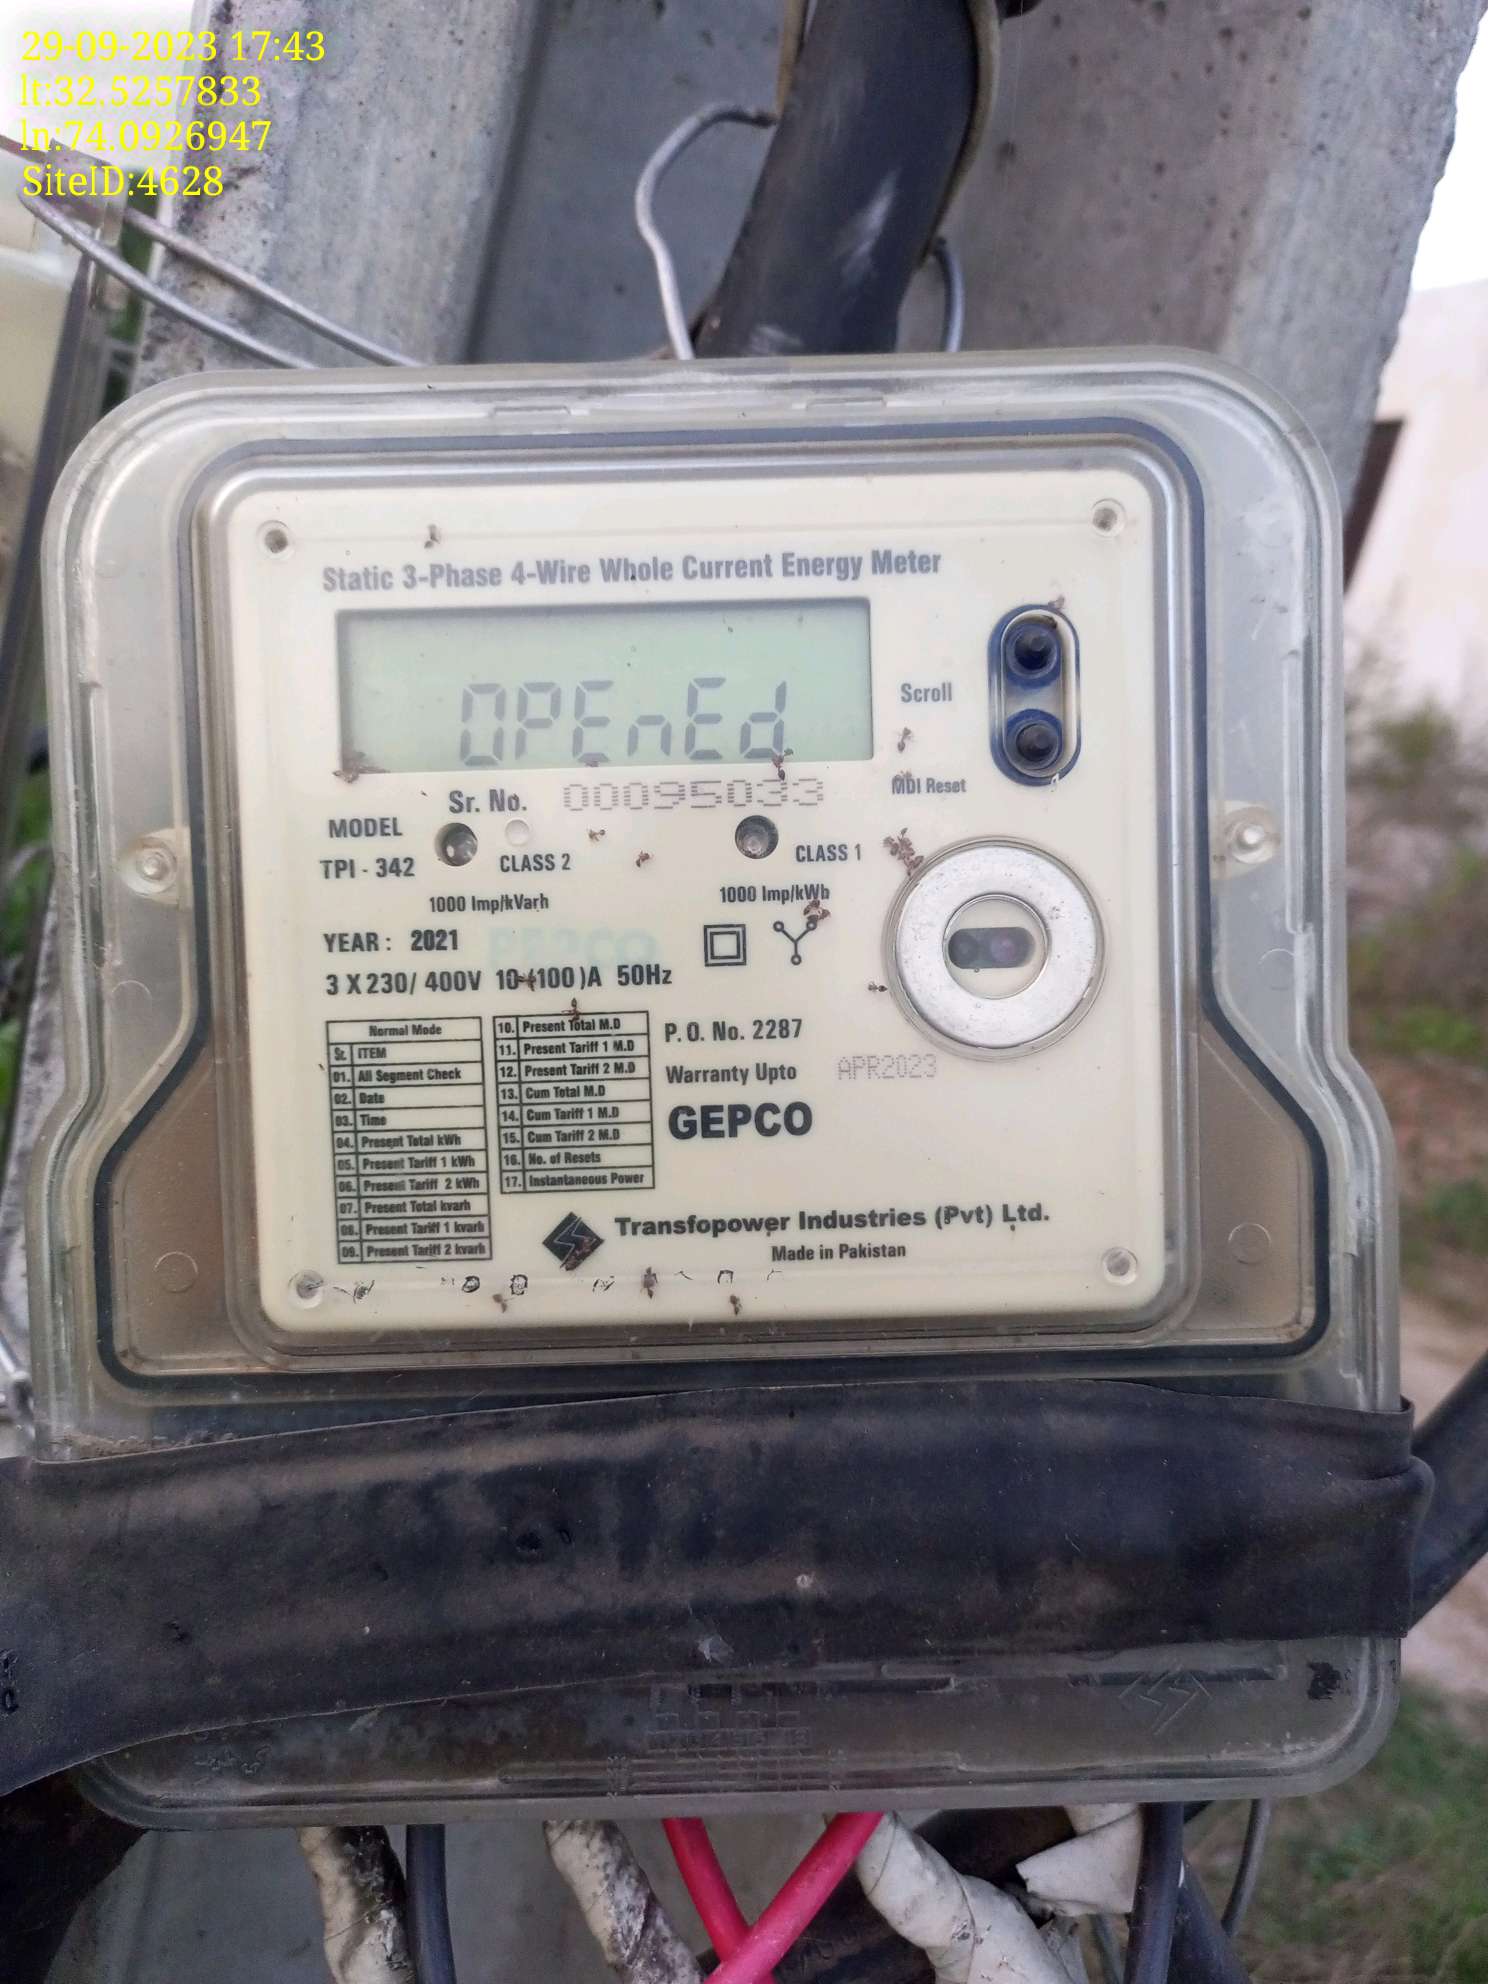 29-09-2023 17:43
lt:32.5257833
ln:74.0926947
SiteID:4628
Static 3-Phase 4-Wire Whole Current Energy Meter
OPEnEd
Scroll
MDI Reset
Sr. No. 00095033
MODEL
TPI - 342
CLASS 2
CLASS 1
1000 Imp/kVarh
1000 Imp/kWh
YEAR : 2021
3 X 230/ 400V 10 (100)A 50Hz
Normal Mode
Sr. ITEM
01. All Segment Check
02. Date
03. Time
04. Present Total kWh
05. Present Tariff 1 kWh
06. Present Tariff 2 kWh
07. Present Total kvarh
08. Present Tariff 1 kvarh
09. Present Tariff 2 kvarh
10. Present Total M.D
11. Present Tariff 1 M.D
12. Present Tariff 2 M.D
13. Cum Total M.D
14. Cum Tariff 1 M.D
15. Cum Tariff 2 M.D
16. No. of Resets
17. Instantaneous Power
P. O. No. 2287
Warranty Upto APR2023
GEPCO
Transfopower Industries (Pvt) Ltd.
Made in Pakistan